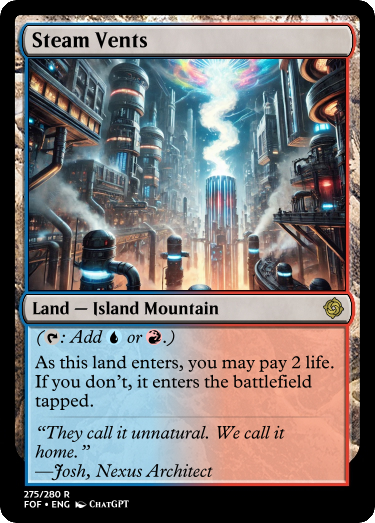 Steam Vents
Land — Island Mountain
(: Add or .)
As this land enters, you may pay 2 life.
If you don't, it enters the battlefield
tapped.
“They call it unnatural. We call it
home.”
—Josh, Nexus Architect
275/280 R
FOF • ENG ChatGPT